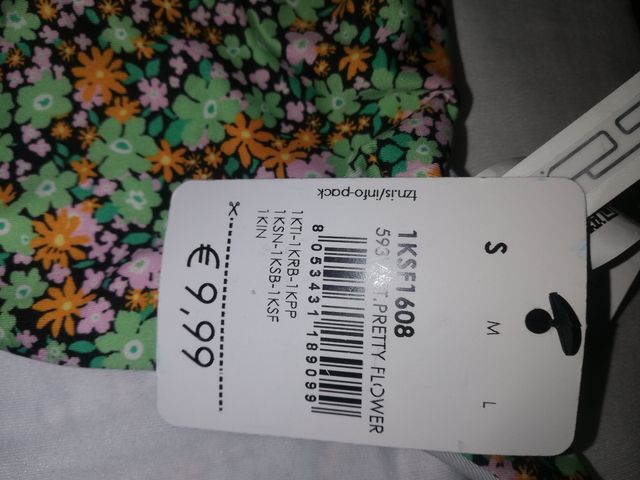 S M L
1KSF1608
593 T.PRETTY FLOWER
8 053431 189099
1KTI-1KRB-1KPP
1KSN-1KSB-1KSF
1KIN
tzn.is/info-pack
€ 9,99